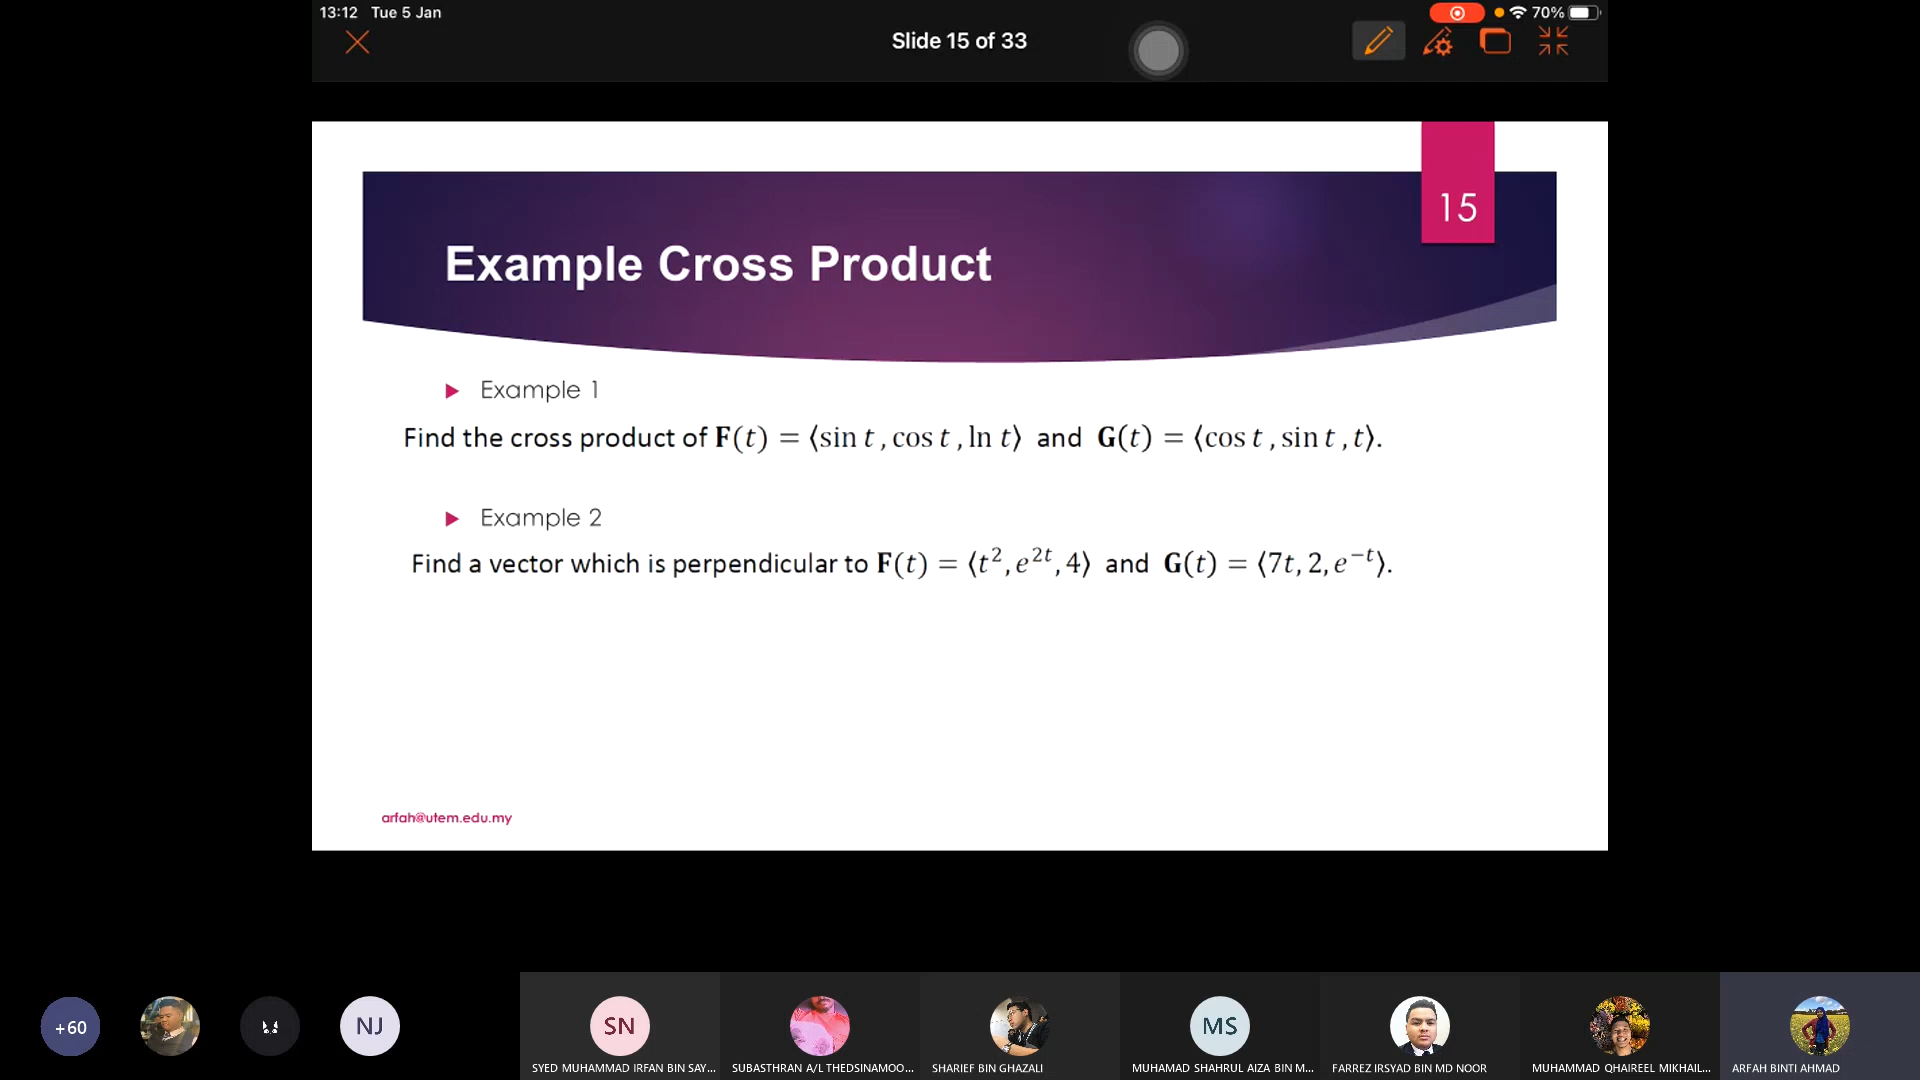 13:12 Tue 5 Jan
70%
Slide 15 of 33
15
Example Cross Product
Example 1
Find the cross product of F(t) = ⟨sin t , cos t , ln t⟩ and G(t) = ⟨cos t , sin t , t⟩.
Example 2
Find a vector which is perpendicular to F(t) = ⟨t², e²ᵗ, 4⟩ and G(t) = ⟨7t, 2, e⁻ᵗ⟩.
arfah@utem.edu.my
+60
NJ
SN
MS
SYED MUHAMMAD IRFAN BIN SAY...
SUBASTHRAN A/L THEDSINAMOO...
SHARIEF BIN GHAZALI
MUHAMAD SHAHRUL AIZA BIN M...
FARREZ IRSYAD BIN MD NOOR
MUHAMMAD QHAIREEL MIKHAIL...
ARFAH BINTI AHMAD